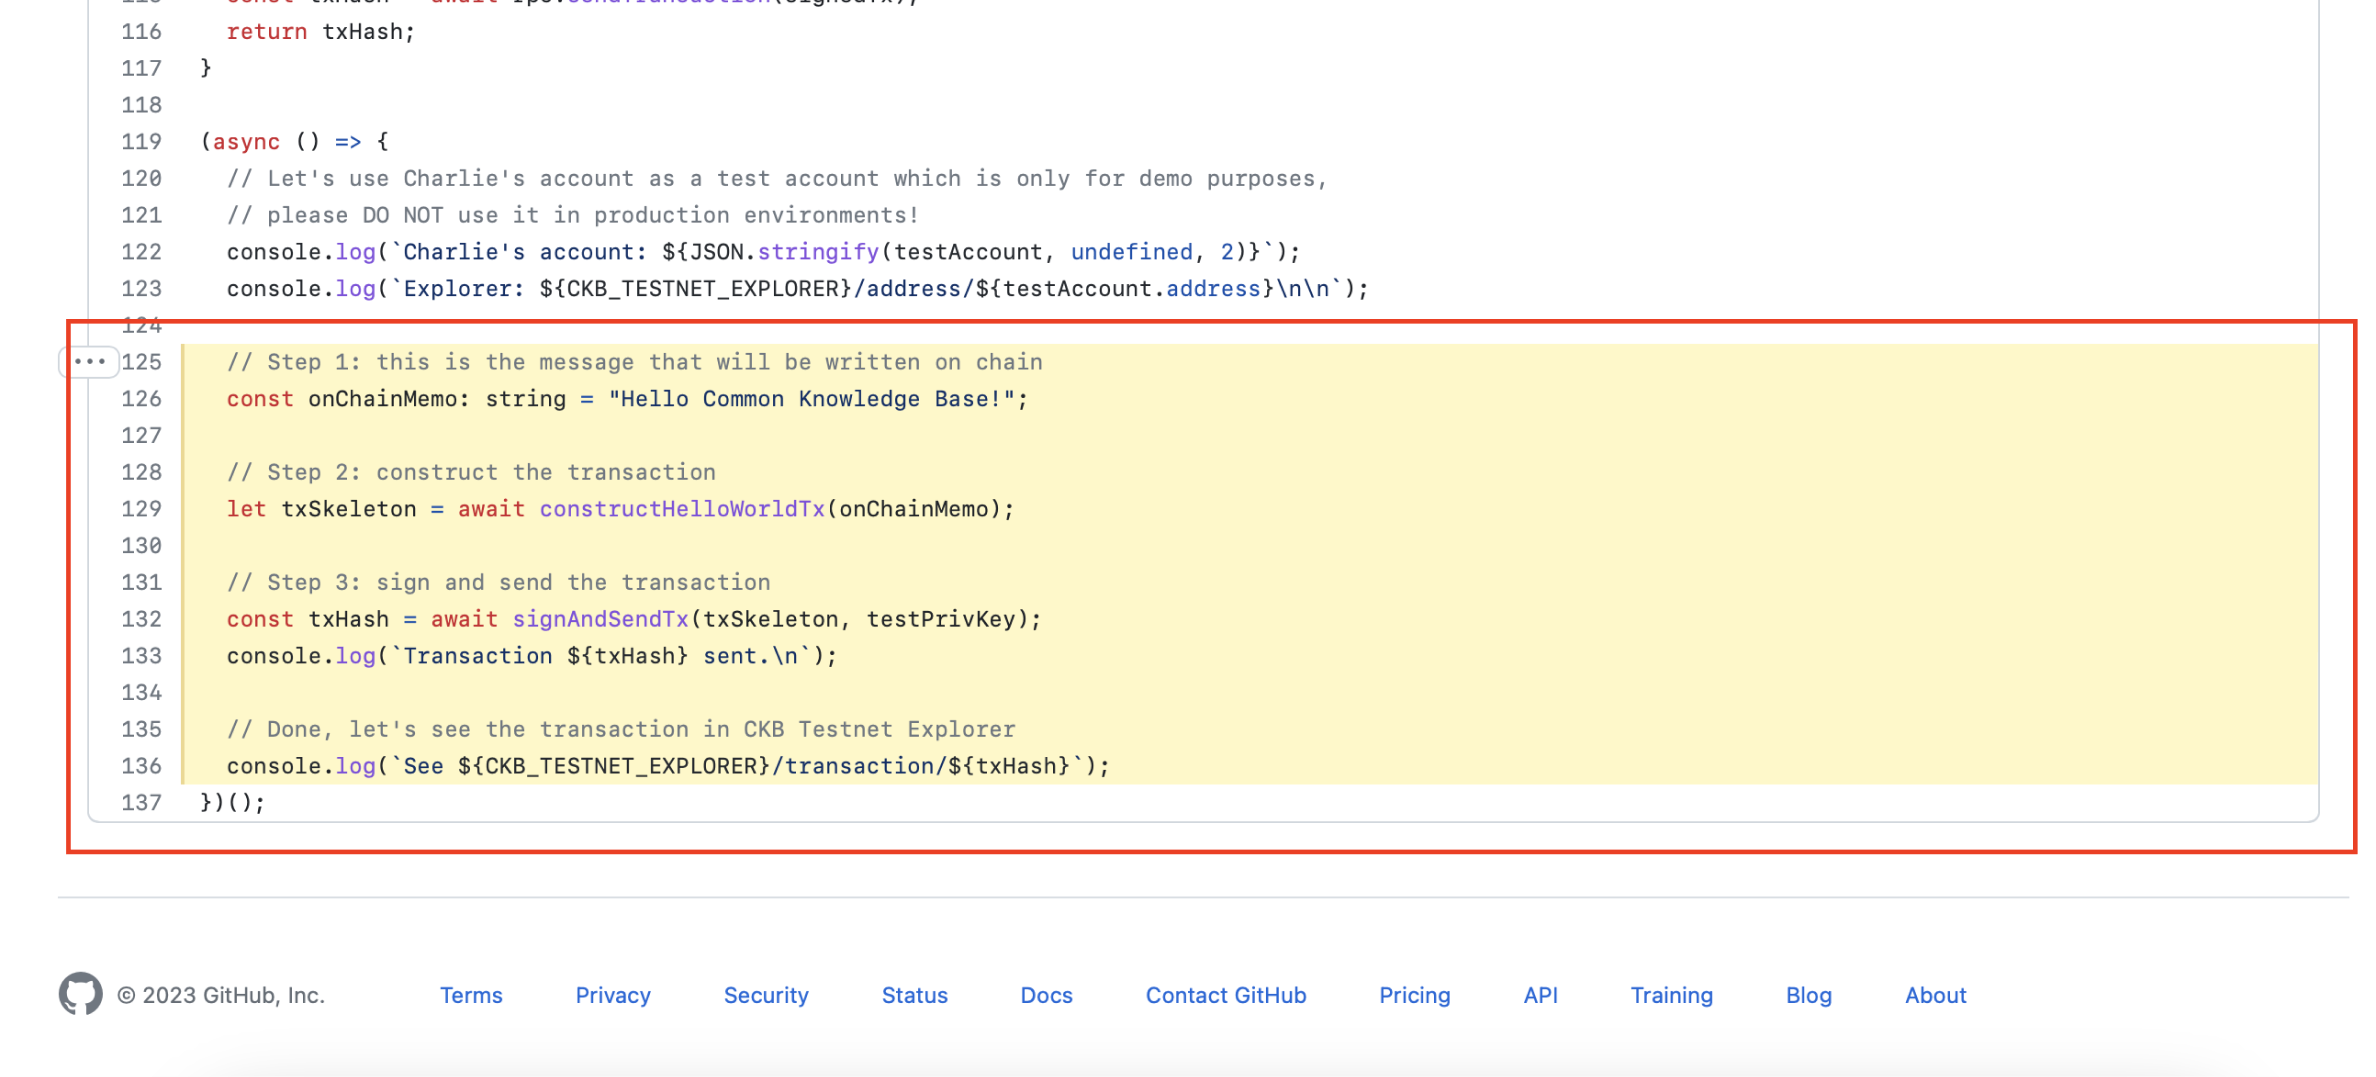 116 return txHash;
117 }
118
119 (async () => {
120 // Let's use Charlie's account as a test account which is only for demo purposes,
121 // please DO NOT use it in production environments!
122 console.log(`Charlie's account: ${JSON.stringify(testAccount, undefined, 2)}`);
123 console.log(`Explorer: ${CKB_TESTNET_EXPLORER}/address/${testAccount.address}\n\n`);
124
125 // Step 1: this is the message that will be written on chain
126 const onChainMemo: string = "Hello Common Knowledge Base!";
127
128 // Step 2: construct the transaction
129 let txSkeleton = await constructHelloWorldTx(onChainMemo);
130
131 // Step 3: sign and send the transaction
132 const txHash = await signAndSendTx(txSkeleton, testPrivKey);
133 console.log(`Transaction ${txHash} sent.\n`);
134
135 // Done, let's see the transaction in CKB Testnet Explorer
136 console.log(`See ${CKB_TESTNET_EXPLORER}/transaction/${txHash}`);
137 })();
© 2023 GitHub, Inc. Terms Privacy Security Status Docs Contact GitHub Pricing API Training Blog About